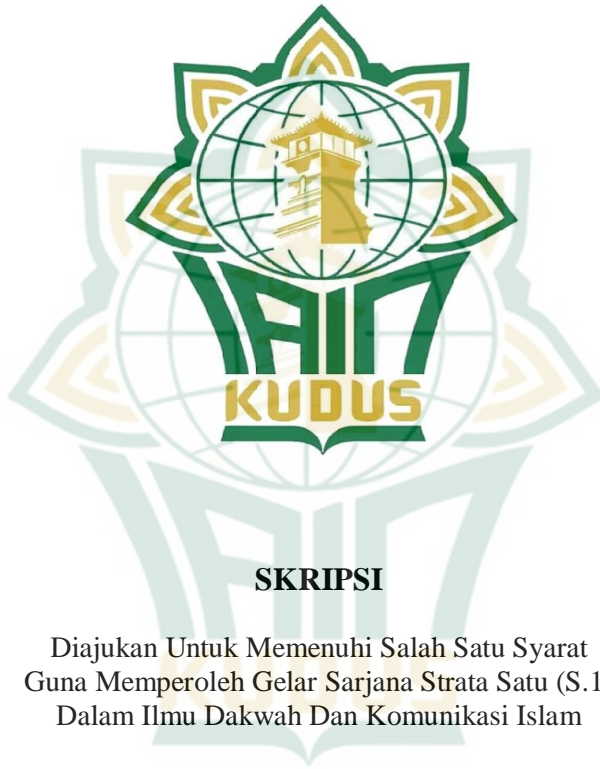 IAIN
KUDUS
SKRIPSI
Diajukan Untuk Memenuhi Salah Satu Syarat
Guna Memperoleh Gelar Sarjana Strata Satu (S.1
Dalam Ilmu Dakwah Dan Komunikasi Islam